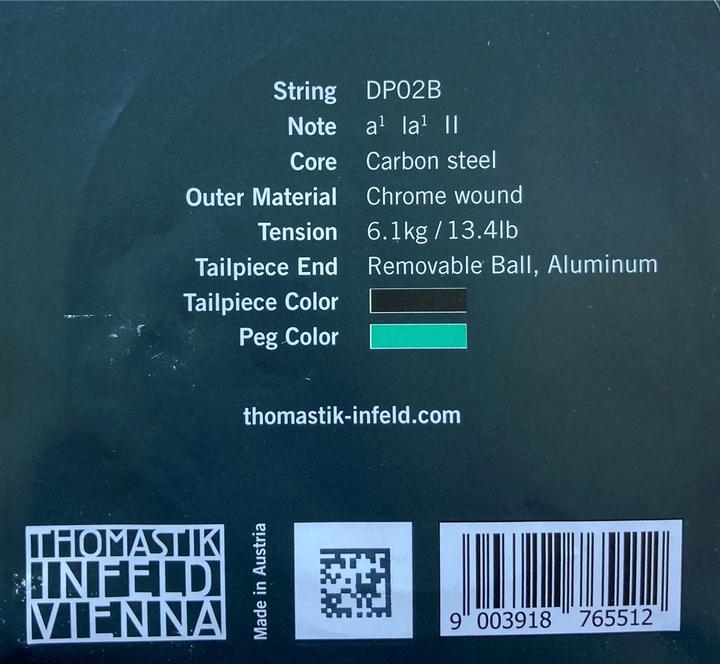 String DP02B
Note a¹ la¹ II
Core Carbon steel
Outer Material Chrome wound
Tension 6.1kg / 13.4lb
Tailpiece End Removable Ball, Aluminum
Tailpiece Color
Peg Color
thomastik-infeld.com
THOMASTIK
INFELD
VIENNA
Made in Austria
9 003918 765512